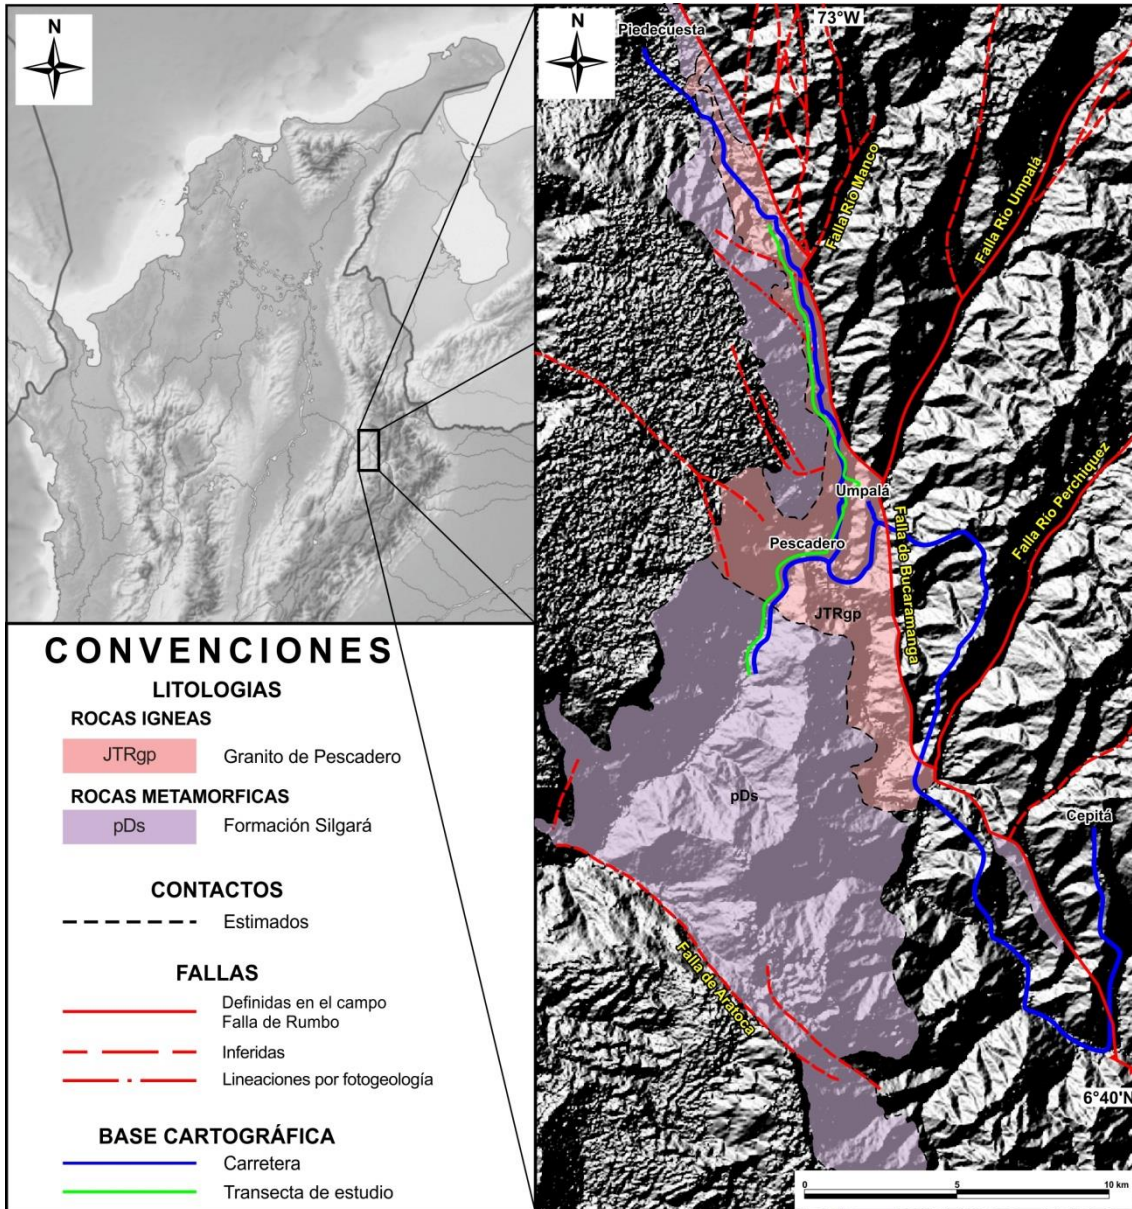 N
N
73°W
Piedecuesta
Falla Río Manco
Falla Río Umpalá
Falla Río Perchiquez
Umpalá
Pescadero
Falla de Bucaramanga
JTRgp
pDs
Cepitá
Falla de Aratoca
6°40'N
0 5 10 km
CONVENCIONES
LITOLOGIAS
ROCAS IGNEAS
JTRgp Granito de Pescadero
ROCAS METAMORFICAS
pDs Formación Silgará
CONTACTOS
Estimados
FALLAS
Definidas en el campo
Falla de Rumbo
Inferidas
Lineaciones por fotogeología
BASE CARTOGRÁFICA
Carretera
Transecta de estudio